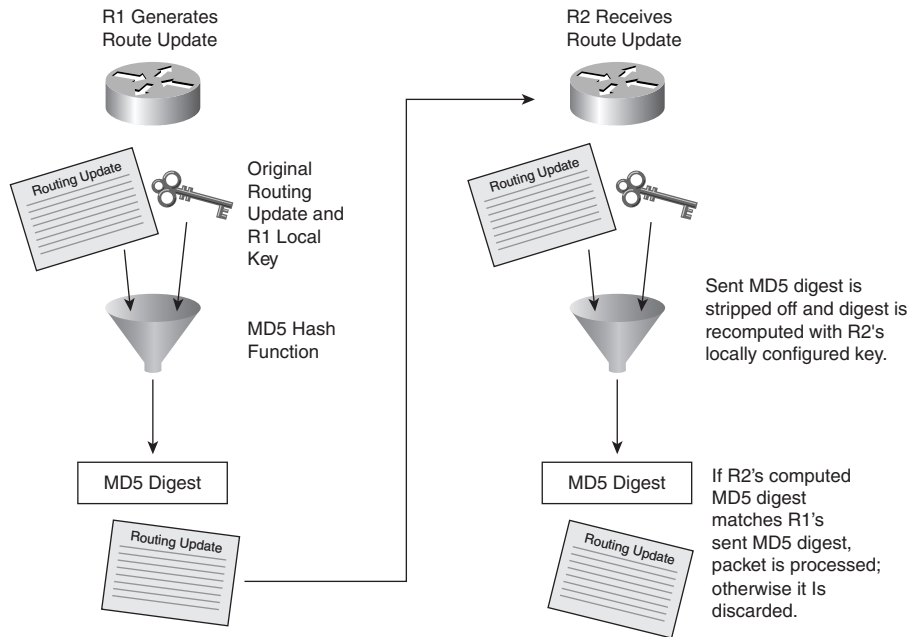 R1 Generates
Route Update
Routing Update
Original
Routing
Update and
R1 Local
Key
MD5 Hash
Function
MD5 Digest
Routing Update
R2 Receives
Route Update
Routing Update
Sent MD5 digest is
stripped off and digest is
recomputed with R2's
locally configured key.
MD5 Digest
Routing Update
If R2's computed
MD5 digest
matches R1's
sent MD5 digest,
packet is processed;
otherwise it Is
discarded.